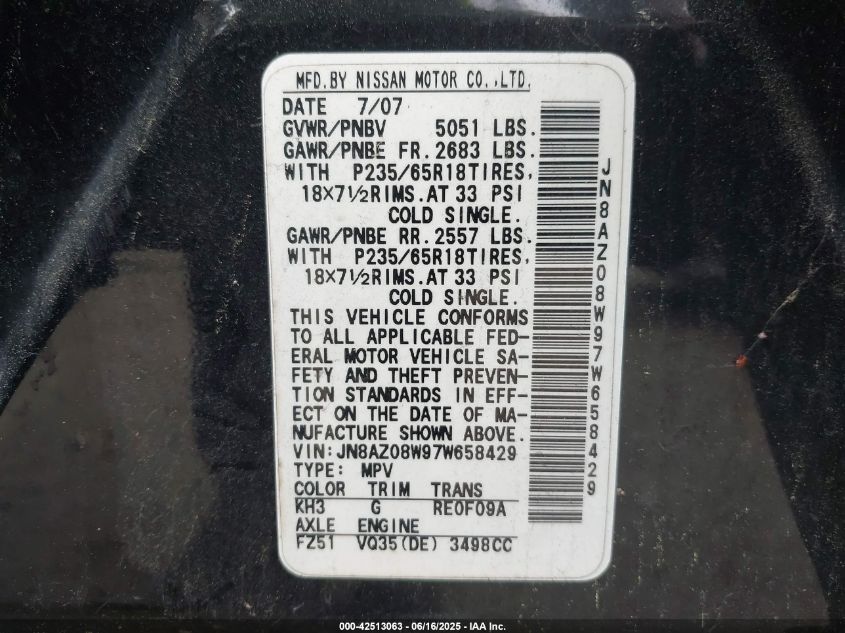 MFD.BY NISSAN MOTOR CO.,LTD.
DATE 7/07
GVWR/PNBV 5051 LBS.
GAWR/PNBE FR.2683 LBS.
WITH P235/65R18TIRES,
18×7½RIMS.AT 33 PSI
COLD SINGLE.
GAWR/PNBE RR.2557 LBS.
WITH P235/65R18TIRES,
18×7½RIMS.AT 33 PSI
COLD SINGLE.
THIS VEHICLE CONFORMS
TO ALL APPLICABLE FED-
ERAL MOTOR VEHICLE SA-
FETY AND THEFT PREVEN-
TION STANDARDS IN EFF-
ECT ON THE DATE OF MA-
NUFACTURE SHOWN ABOVE.
VIN:JN8AZ08W97W658429
TYPE: MPV
COLOR TRIM TRANS
KH3 G RE0F09A
AXLE ENGINE
FZ51 VQ35(DE) 3498CC
JN8AZ08W97W658429
000-42513063 - 06/16/2025 - IAA Inc.